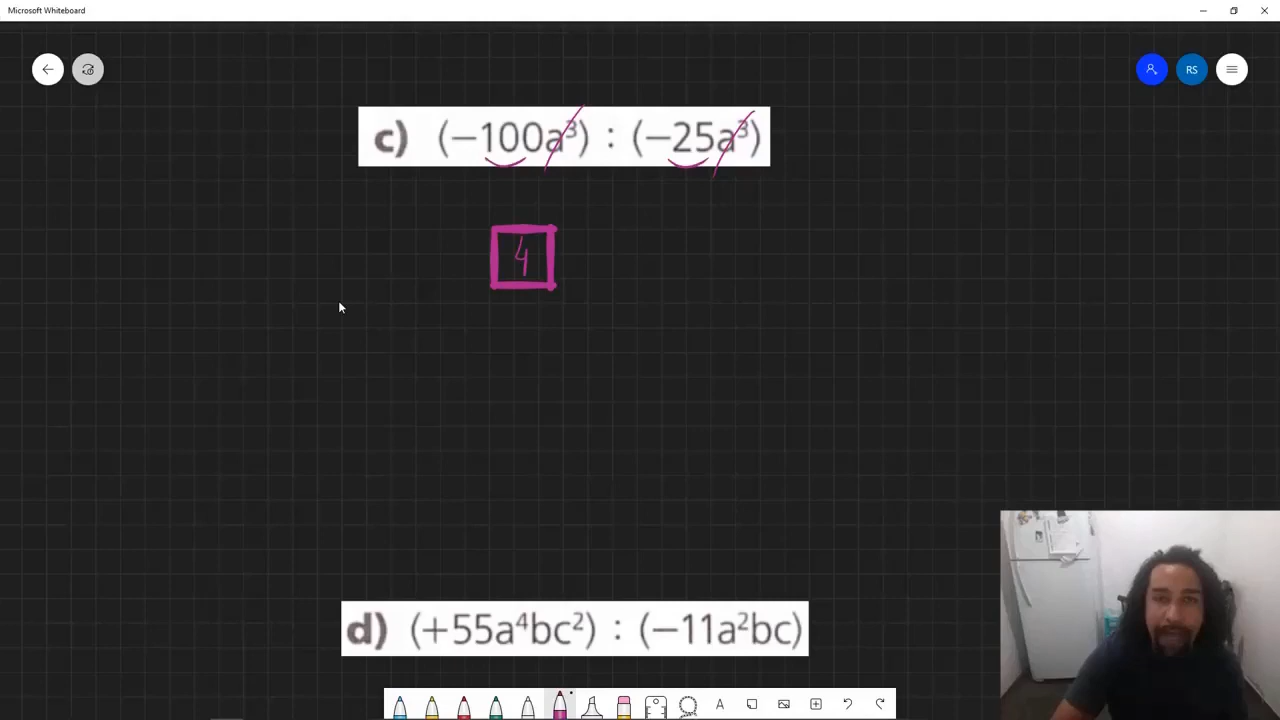 Microsoft Whiteboard
RS
c) (−100a³) : (−25a³)
4
d) (+55a⁴bc²) : (−11a²bc)
A